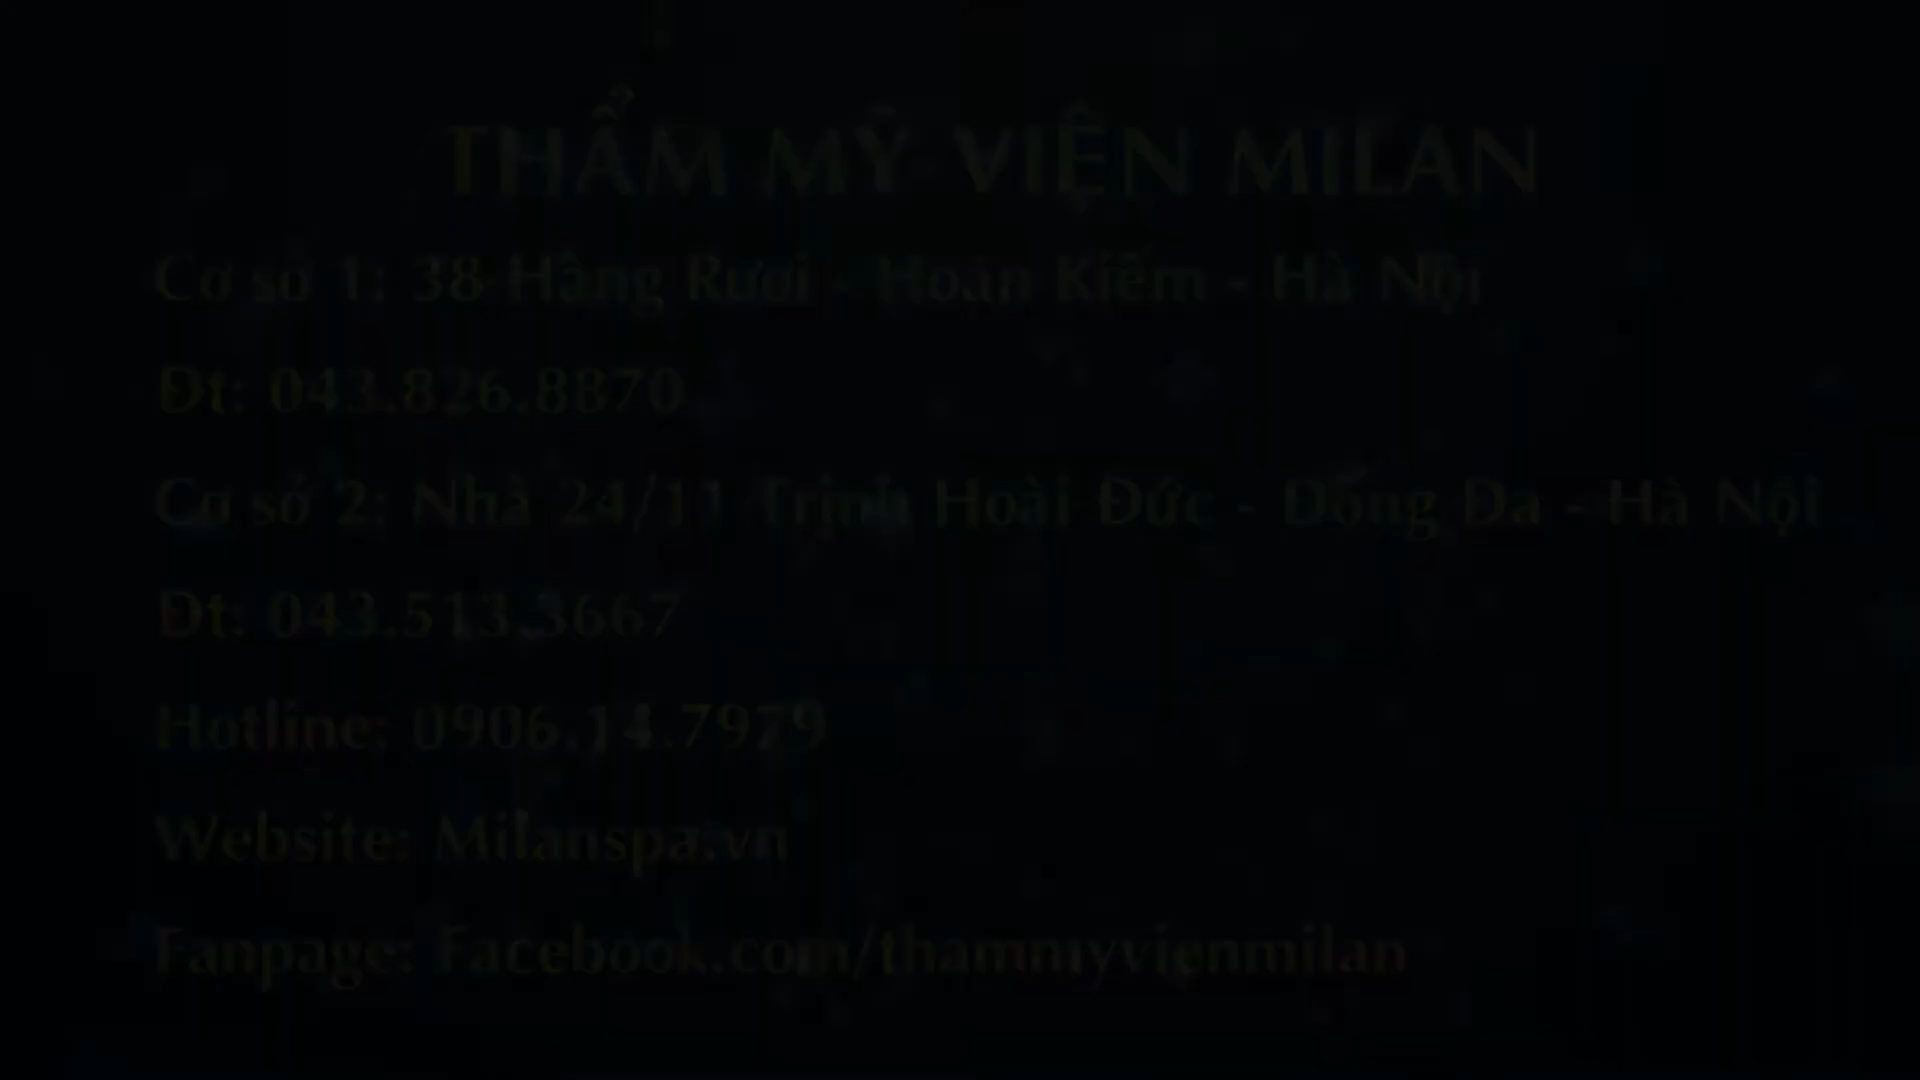 THẨM MỸ VIỆN MILAN
Cơ sở 1: 38 Hàng Rươi - Hoàn Kiếm - Hà Nội
Đt: 043.826.8870
Cơ sở 2: Nhà 24/11 Trịnh Hoài Đức - Đống Đa - Hà Nội
Đt: 043.513.3667
Hotline: 0906.14.7979
Website: Milanspa.vn
Fanpage: Facebook.com/thammyvienmilan